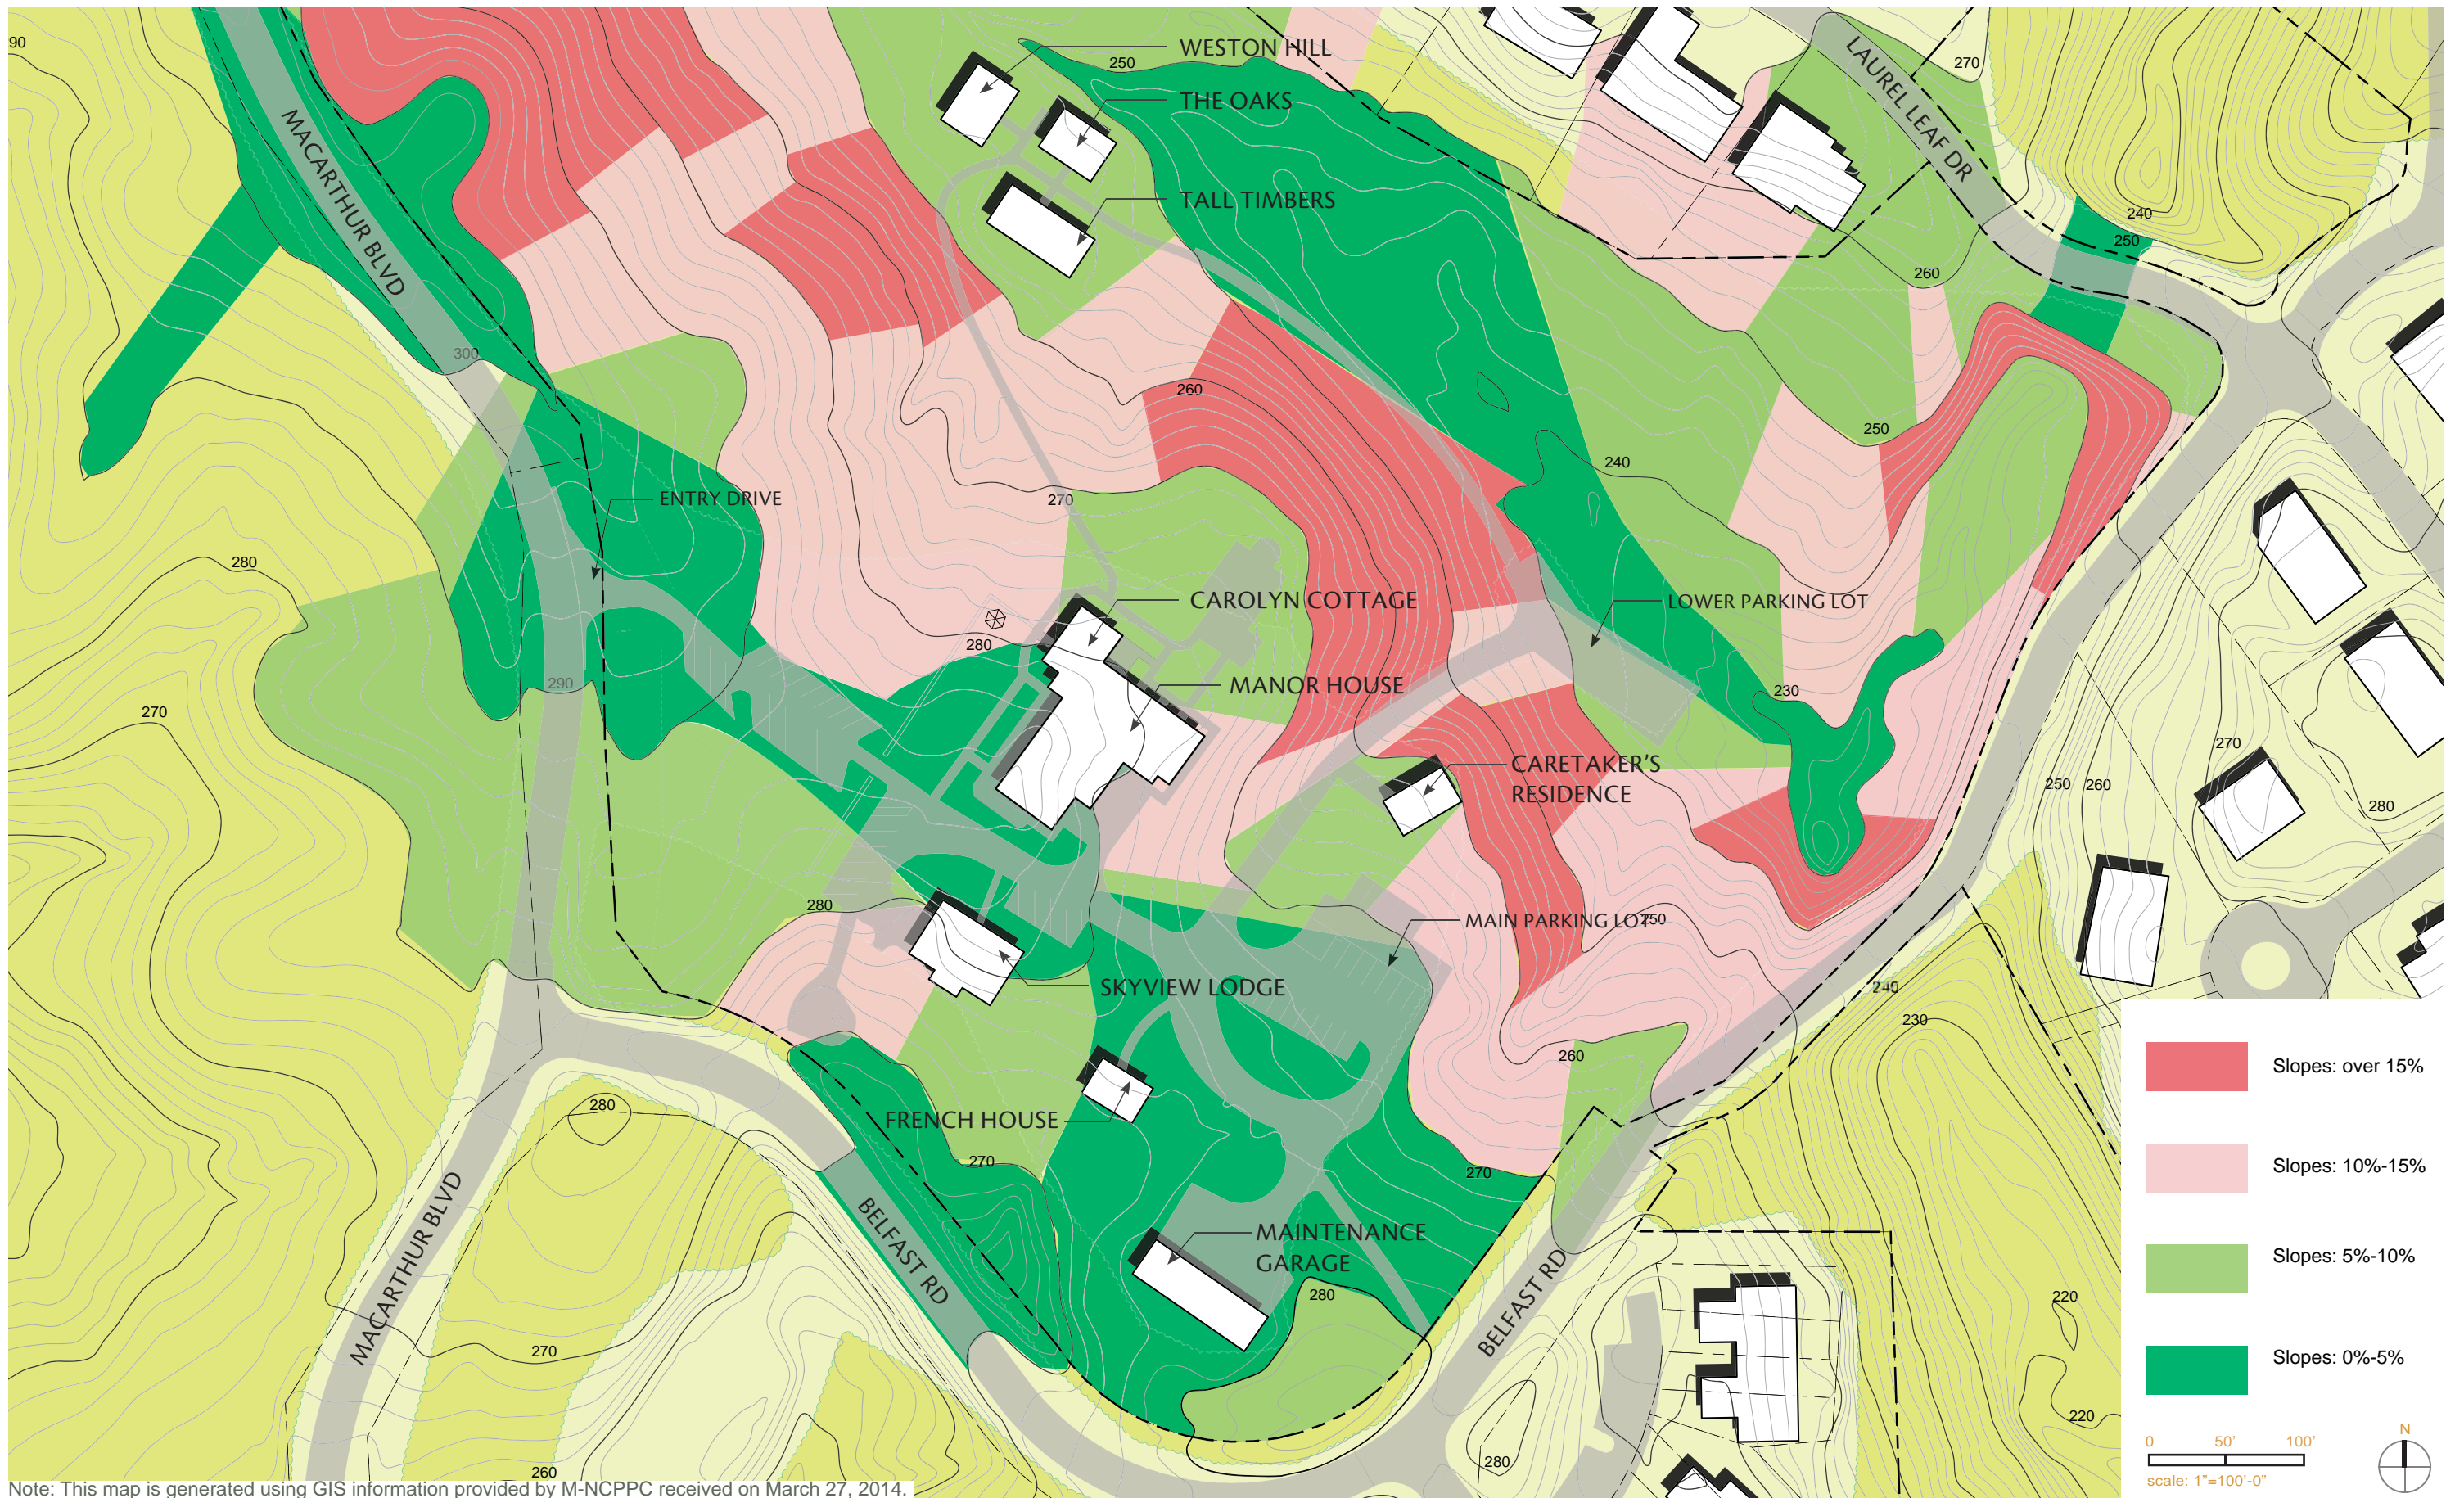 90
WESTON HILL
250
THE OAKS
TALL TIMBERS
LAUREL LEAF DR
270
240
250
260
MACARTHUR BLVD
300
260
250
240
270
ENTRY DRIVE
280
CAROLYN COTTAGE
LOWER PARKING LOT
280
MANOR HOUSE
290
230
270
270
CARETAKER'S
RESIDENCE
250
260
280
280
MAIN PARKING LOT
250
SKYVIEW LODGE
240
230
260
280
FRENCH HOUSE
270
270
MACARTHUR BLVD
BELFAST RD
MAINTENANCE
GARAGE
280
BELFAST RD
220
270
220
280
260
Slopes: over 15%
Slopes: 10%-15%
Slopes: 5%-10%
Slopes: 0%-5%
0 50' 100'
scale: 1"=100'-0"
N
Note: This map is generated using GIS information provided by M-NCPPC received on March 27, 2014.